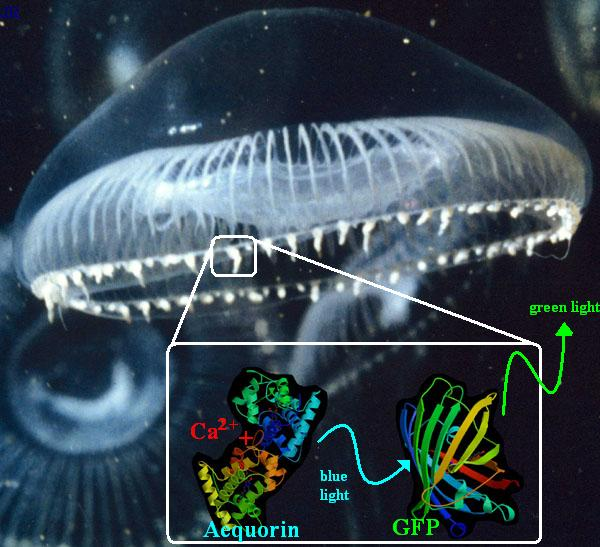 green light
Ca²⁺
blue
light
Aequorin
GFP